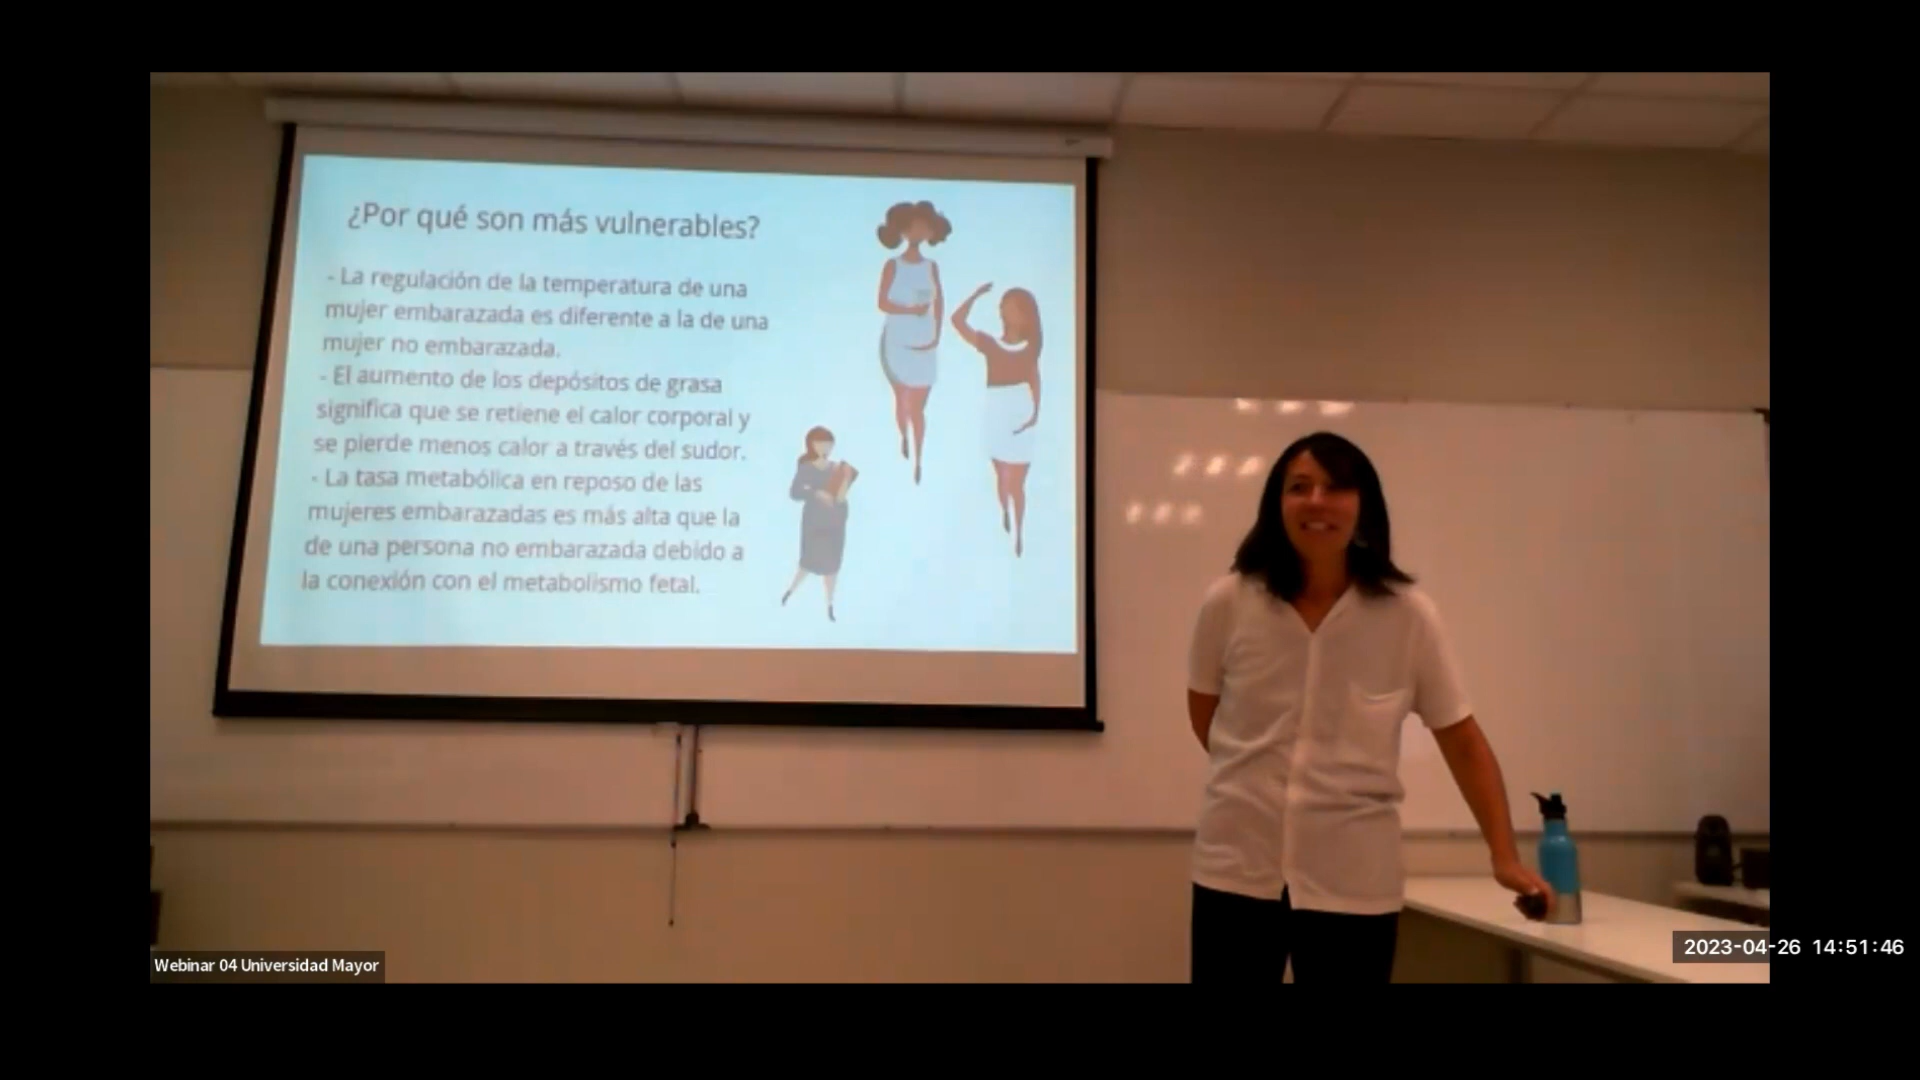 ¿Por qué son más vulnerables?
- La regulación de la temperatura de una
mujer embarazada es diferente a la de una
mujer no embarazada.
- El aumento de los depósitos de grasa
significa que se retiene el calor corporal y
se pierde menos calor a través del sudor.
- La tasa metabólica en reposo de las
mujeres embarazadas es más alta que la
de una persona no embarazada debido a
la conexión con el metabolismo fetal.
Webinar 04 Universidad Mayor
2023-04-26 14:51:46